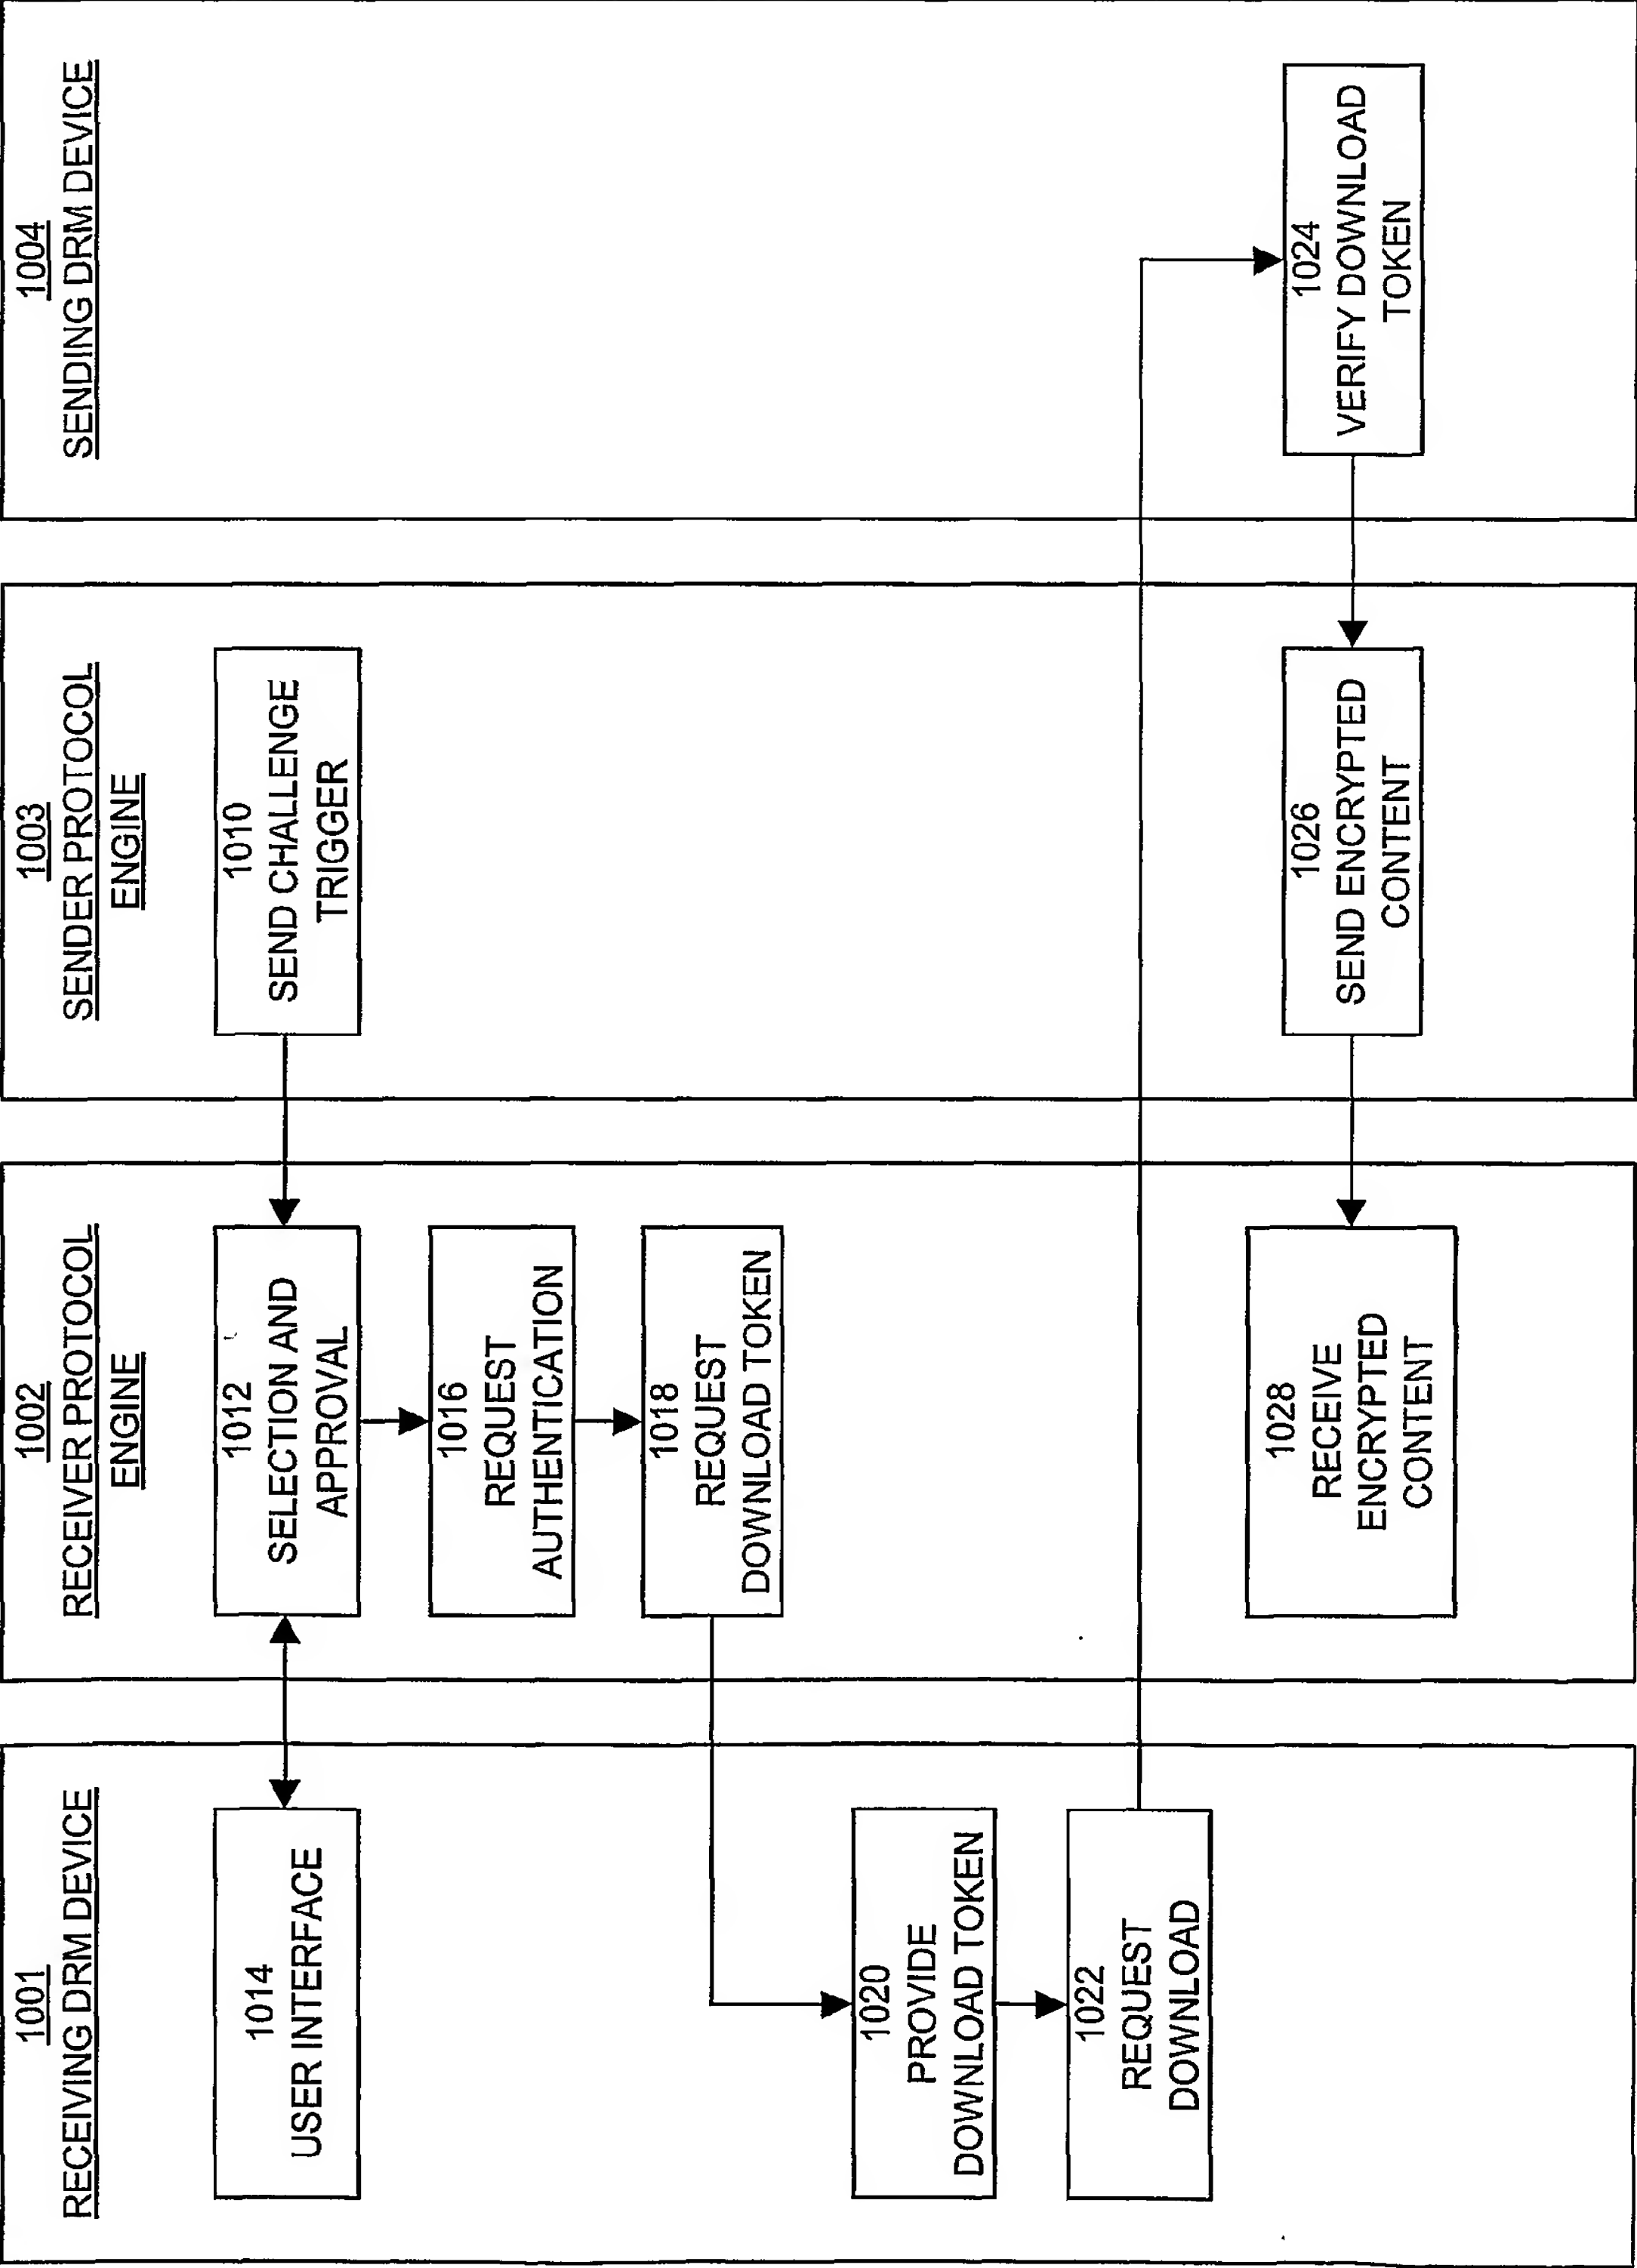 1001
RECEIVING DRM DEVICE
1014
USER INTERFACE
1020
PROVIDE
DOWNLOAD TOKEN
1022
REQUEST
DOWNLOAD
1002
RECEIVER PROTOCOL
ENGINE
1012
SELECTION AND
APPROVAL
1016
REQUEST
AUTHENTICATION
1018
REQUEST
DOWNLOAD TOKEN
1028
RECEIVE
ENCRYPTED
CONTENT
1003
SENDER PROTOCOL
ENGINE
1010
SEND CHALLENGE
TRIGGER
1026
SEND ENCRYPTED
CONTENT
1004
SENDING DRM DEVICE
1024
VERIFY DOWNLOAD
TOKEN